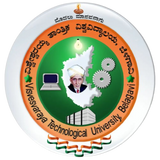 ವಿಶ್ವೇಶ್ವರಯ್ಯ ತಾಂತ್ರಿಕ ವಿಶ್ವವಿದ್ಯಾಲಯ, ಬೆಳಗಾವಿ
Visvesvaraya Technological University, Belagavi